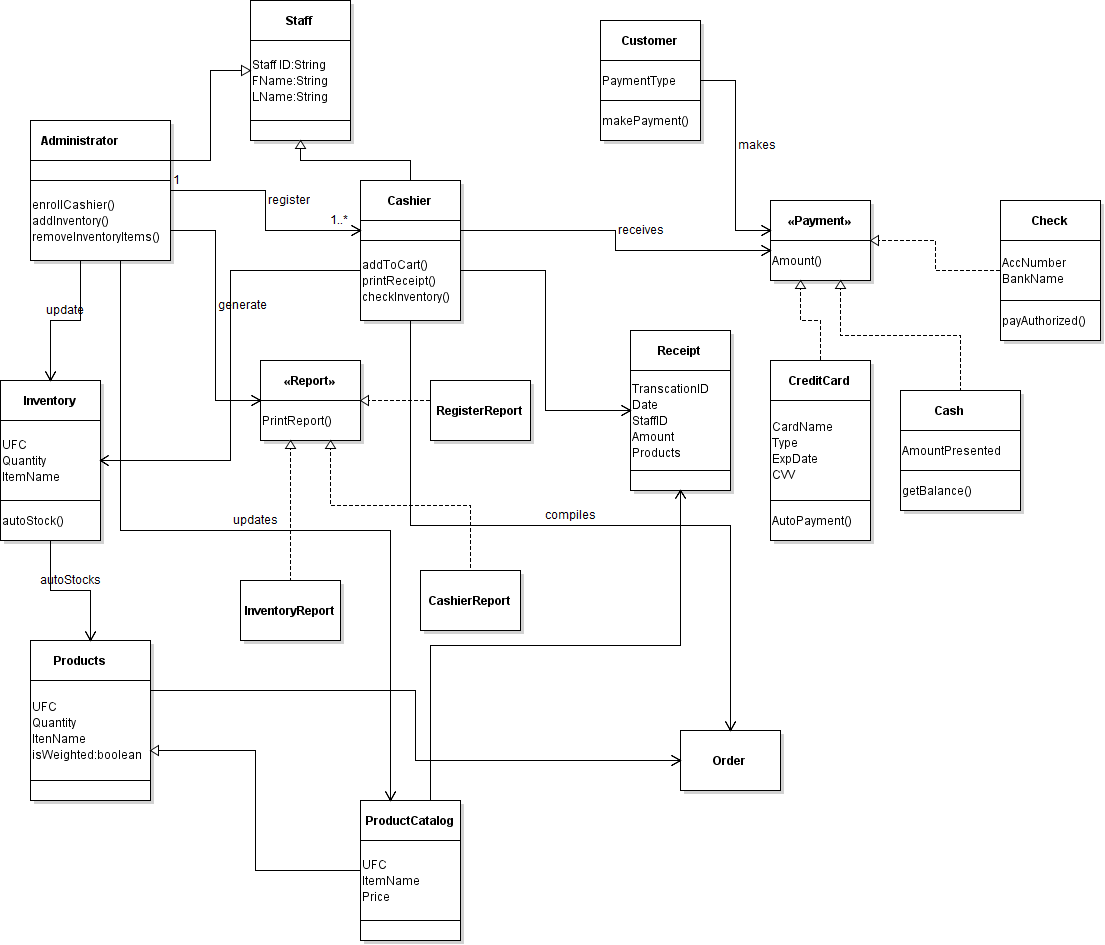 Staff
Staff ID:String
FName:String
LName:String
Customer
PaymentType
makePayment()
Administrator
enrollCashier()
addInventory()
removeInventoryItems()
1
register
1..*
makes
Cashier
addToCart()
printReceipt()
checkInventory()
receives
«Payment»
Amount()
Check
AccNumber
BankName
payAuthorized()
update
generate
Inventory
UFC
Quantity
ItemName
autoStock()
«Report»
PrintReport()
RegisterReport
Receipt
TranscationID
Date
StaffID
Amount
Products
CreditCard
CardName
Type
ExpDate
CVV
AutoPayment()
Cash
AmountPresented
getBalance()
updates
compiles
autoStocks
InventoryReport
CashierReport
Products
UFC
Quantity
ItenName
isWeighted:boolean
Order
ProductCatalog
UFC
ItemName
Price